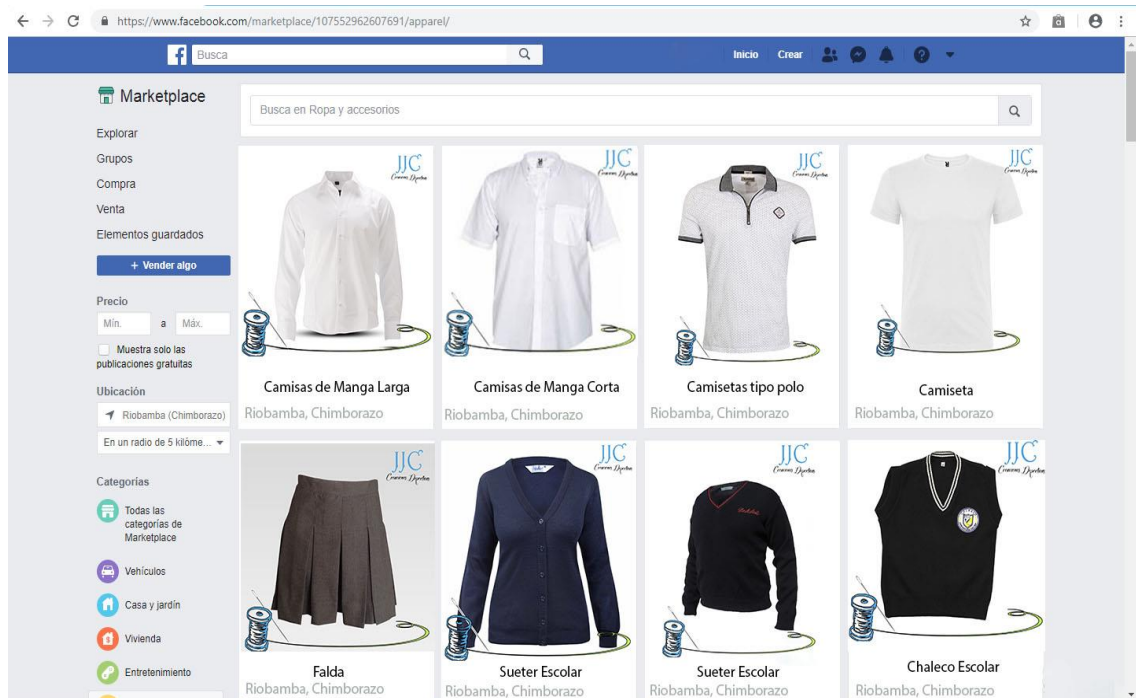 https://www.facebook.com/marketplace/107552962607691/apparel/
Busca
Inicio Crear
Marketplace
Busca en Ropa y accesorios
Explorar
Grupos
Compra
Venta
Elementos guardados
+ Vender algo
Precio
Mín. a Máx.
Muestra solo las
publicaciones gratuitas
Ubicación
Riobamba (Chimborazo)
En un radio de 5 kilóme...
Categorías
Todas las
categorías de
Marketplace
Vehículos
Casa y jardín
Vivienda
Entretenimiento
JJC
JJC
JJC
JJC
Camisas de Manga Larga
Riobamba, Chimborazo
Camisas de Manga Corta
Riobamba, Chimborazo
Camisetas tipo polo
Riobamba, Chimborazo
Camiseta
Riobamba, Chimborazo
JJC
JJC
JJC
JJC
Falda
Riobamba, Chimborazo
Sueter Escolar
Riobamba, Chimborazo
Sueter Escolar
Riobamba, Chimborazo
Chaleco Escolar
Riobamba, Chimborazo